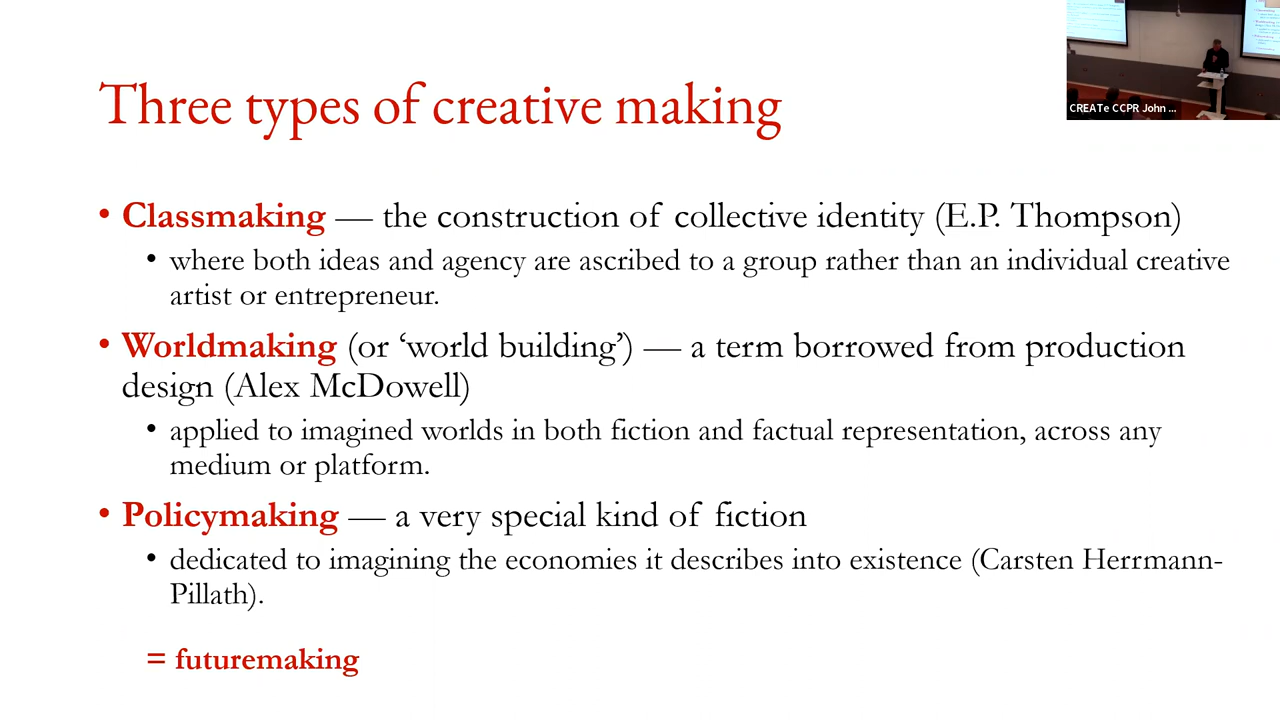 Three types of creative making
CREATe CCPR John ...
• Classmaking — the construction of collective identity (E.P. Thompson)
• where both ideas and agency are ascribed to a group rather than an individual creative
artist or entrepreneur.
• Worldmaking (or ‘world building’) — a term borrowed from production
design (Alex McDowell)
• applied to imagined worlds in both fiction and factual representation, across any
medium or platform.
• Policymaking — a very special kind of fiction
• dedicated to imagining the economies it describes into existence (Carsten Herrmann-
Pillath).
= futuremaking